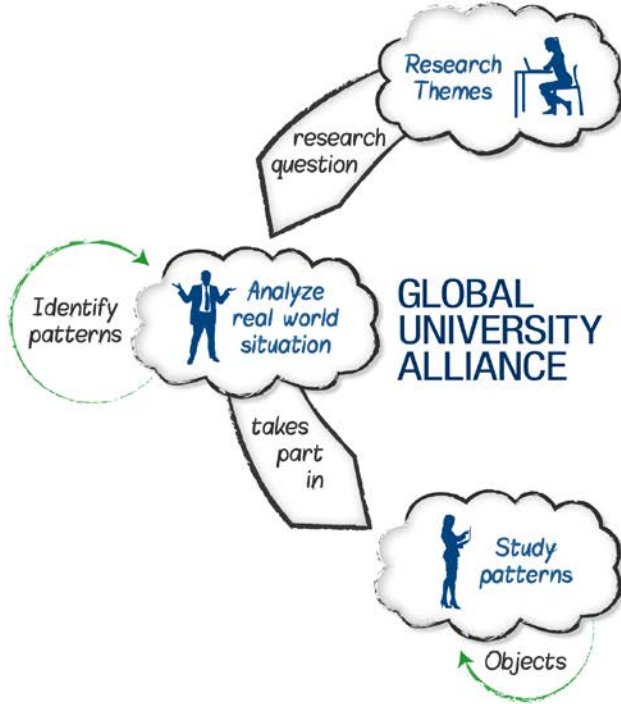 Research
Themes
research
question
Identify
patterns
Analyze
real world
situation
GLOBAL
UNIVERSITY
ALLIANCE
takes
part
in
Study
patterns
Objects